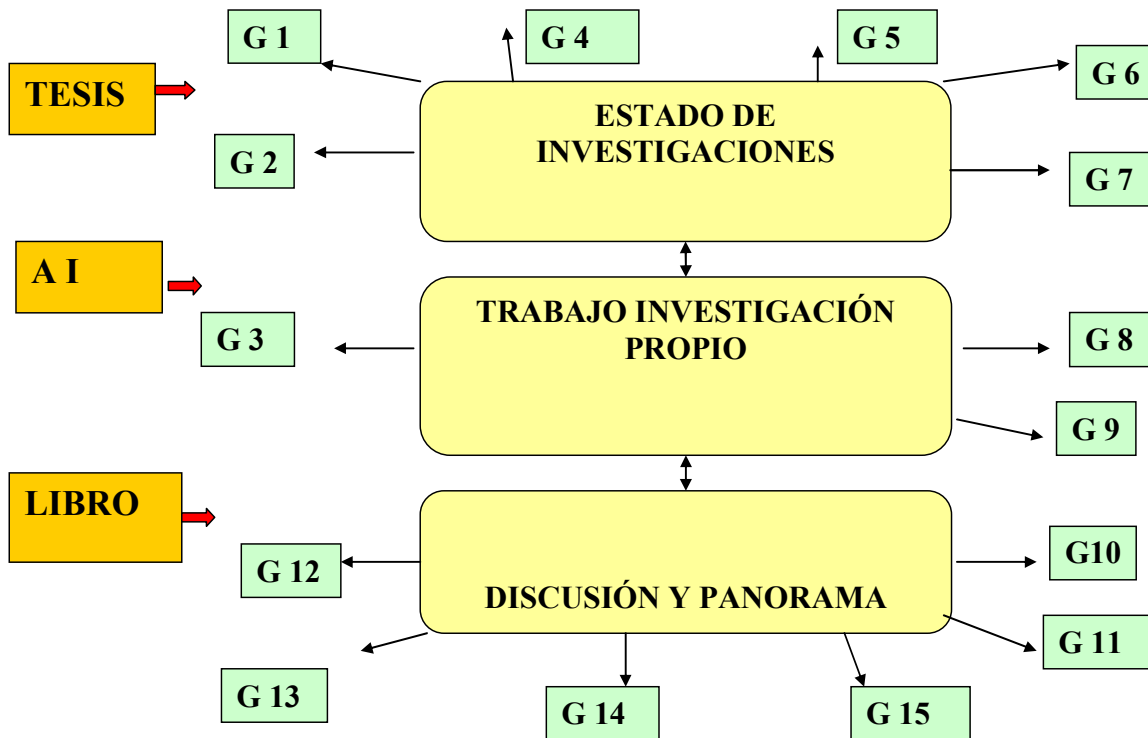 G 1
G 4
G 5
G 6
TESIS
ESTADO DE
INVESTIGACIONES
G 2
G 7
A I
TRABAJO INVESTIGACIÓN
PROPIO
G 3
G 8
G 9
LIBRO
G 12
G10
DISCUSIÓN Y PANORAMA
G 11
G 13
G 14
G 15